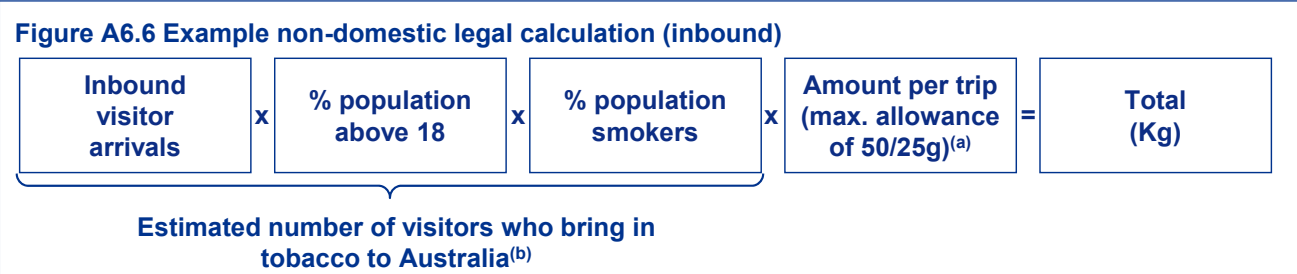 Figure A6.6 Example non-domestic legal calculation (inbound)
Inbound
visitor
arrivals
x
% population
above 18
x
% population
smokers
x
Amount per trip
(max. allowance
of 50/25g)(a)
=
Total
(Kg)
Estimated number of visitors who bring in
tobacco to Australia(b)